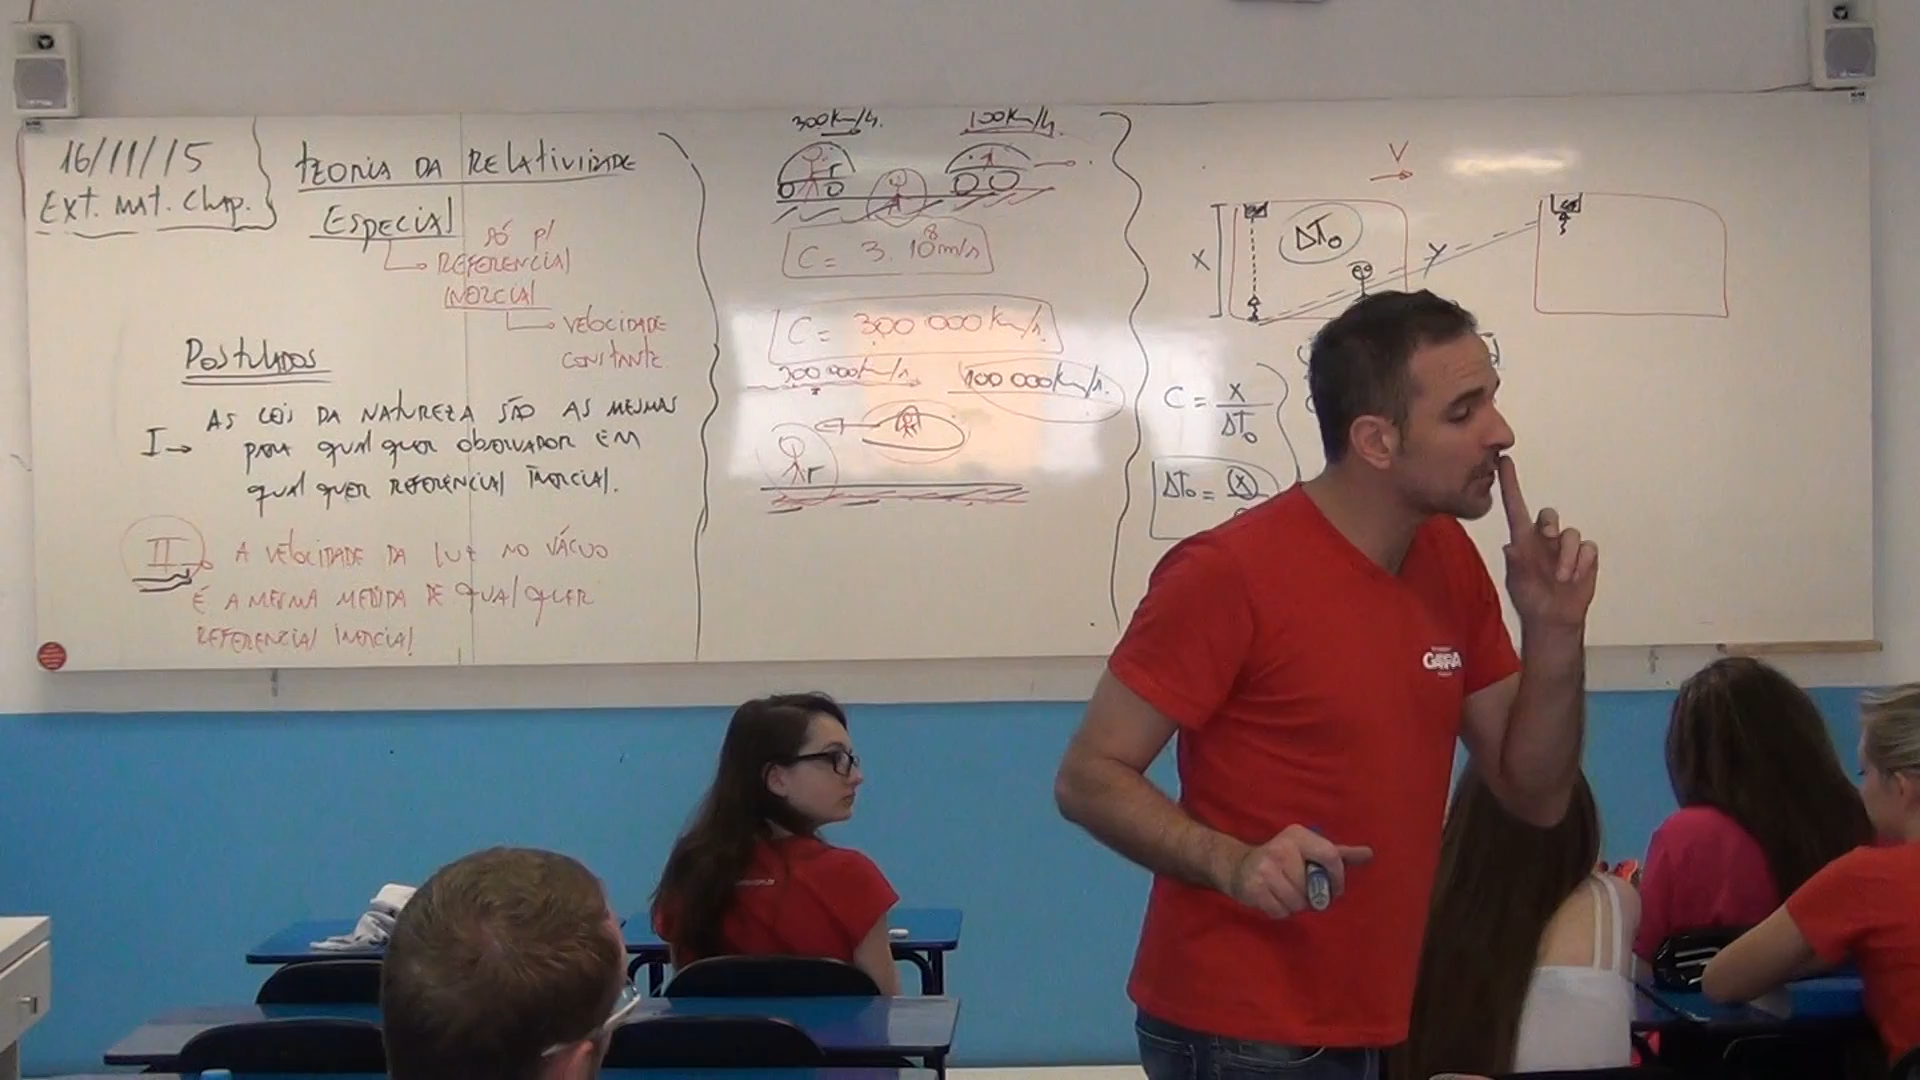 16/11/15
Ext. mat. Chap.
TEORIA DA RELATIVIDADE
ESPECIAL
SÓ P/
REFERENCIAL
INERCIAL
VELOCIDADE
CONSTANTE
POSTULADOS
I → AS LEIS DA NATUREZA SÃO AS MESMAS
PARA QUALQUER OBSERVADOR EM
QUALQUER REFERENCIAL INERCIAL.
II → A VELOCIDADE DA LUZ NO VÁCUO
É A MESMA MEDIDA DE QUALQUER
REFERENCIAL INERCIAL
300 km/h. 100 km/h.
C = 3. 10⁸ m/s
C = 300 000 km/s.
100 000 km/s.
V
X ΔT₀ Y
C = X / ΔT₀
ΔT₀ = X
GARRA